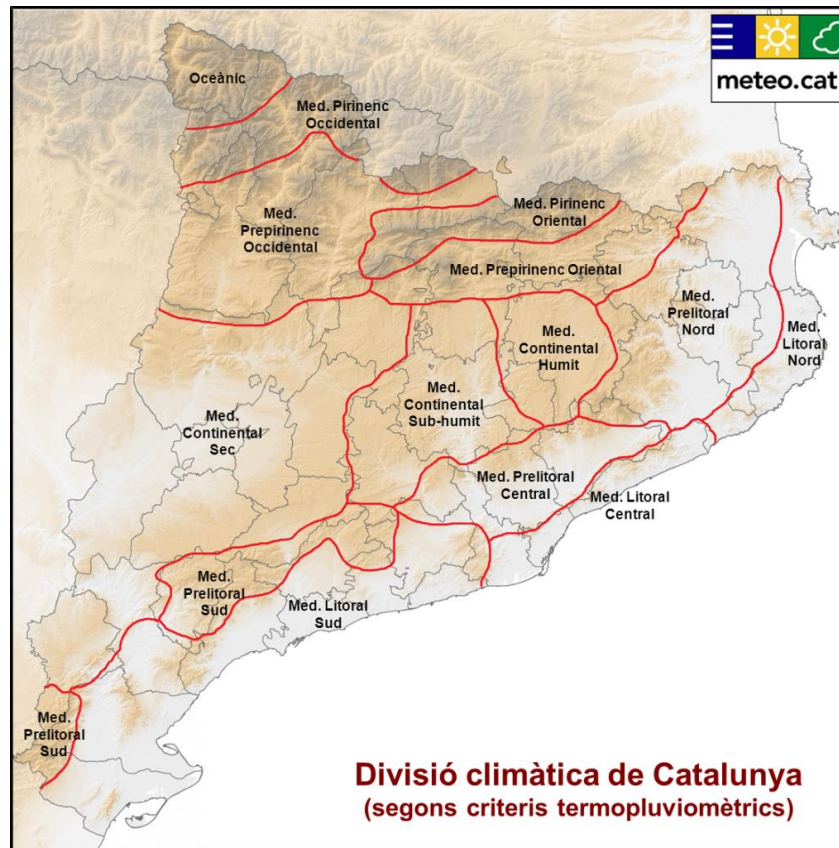 meteo.cat
Oceànic
Med. Pirinenc
Occidental
Med. Pirinenc
Oriental
Med.
Prepirinenc
Occidental
Med. Prepirinenc Oriental
Med.
Prelitoral
Nord
Med.
Litoral
Nord
Med.
Continental
Humit
Med.
Continental
Sub-humit
Med.
Continental
Sec
Med. Prelitoral
Central
Med. Litoral
Central
Med.
Prelitoral
Sud
Med. Litoral
Sud
Med.
Prelitoral
Sud
Divisió climàtica de Catalunya
(segons criteris termopluviomètrics)